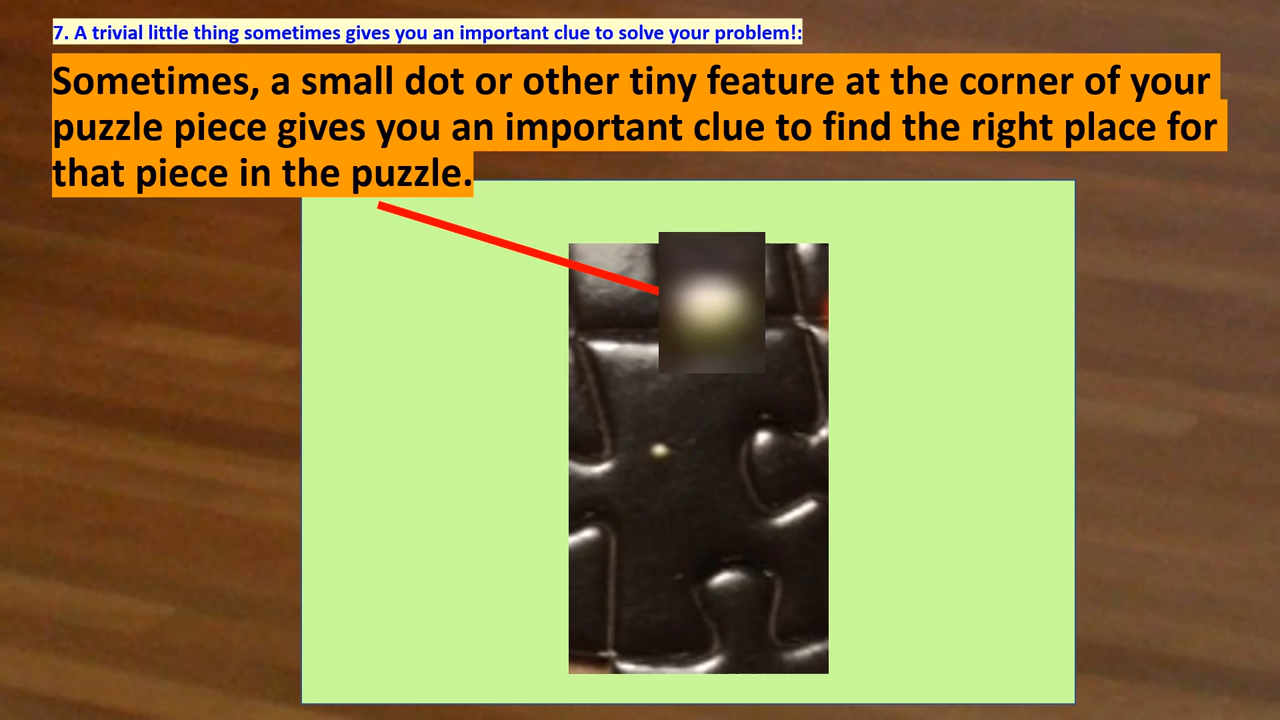 7. A trivial little thing sometimes gives you an important clue to solve your problem!:
Sometimes, a small dot or other tiny feature at the corner of your
puzzle piece gives you an important clue to find the right place for
that piece in the puzzle.